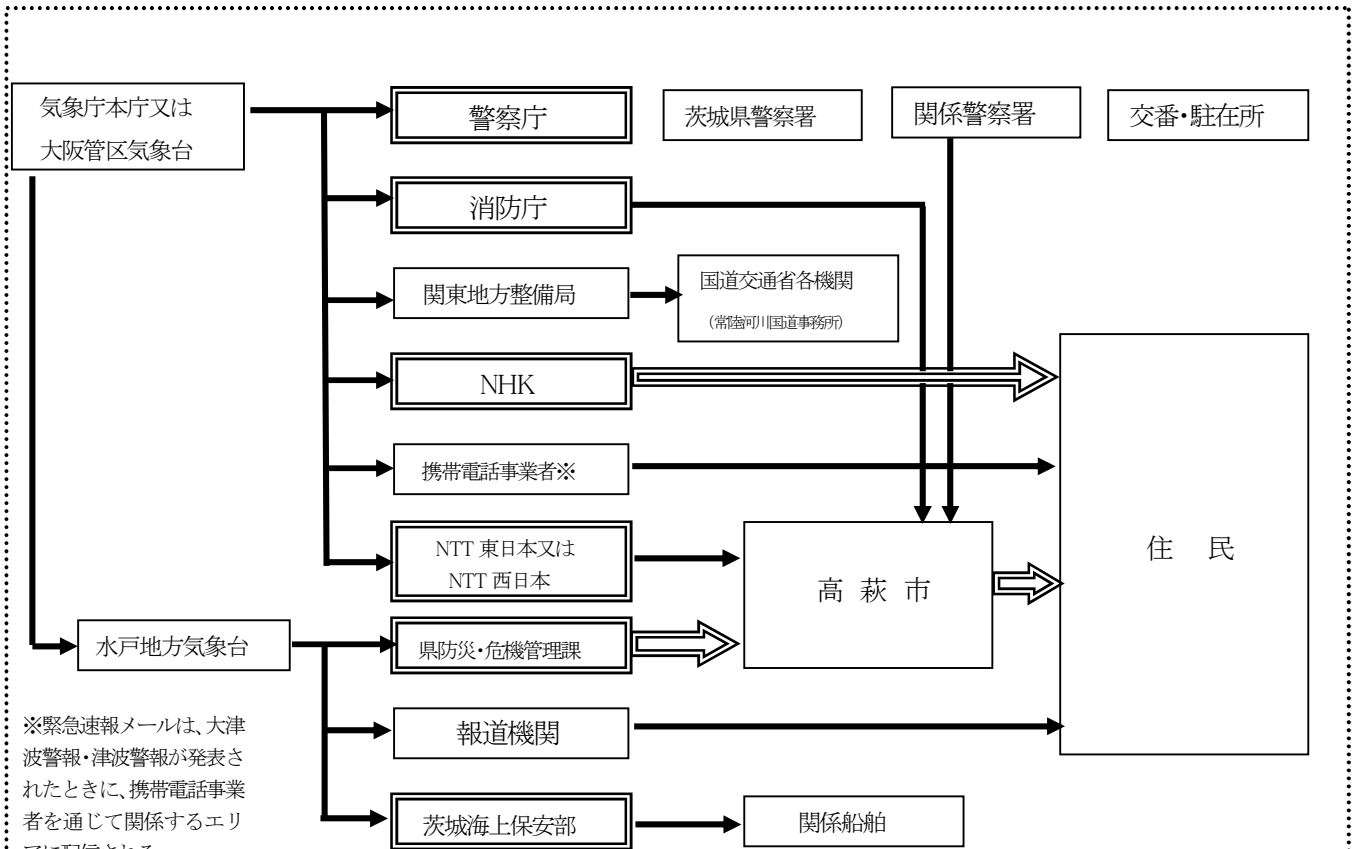 気象庁本庁又は
大阪管区気象台
警察庁
茨城県警察署
関係警察署
交番・駐在所
消防庁
関東地方整備局
国道交通省各機関
（常陸河川国道事務所）
NHK
携帯電話事業者※
NTT 東日本又は
NTT 西日本
高 萩 市
住 民
水戸地方気象台
県防災・危機管理課
報道機関
茨城海上保安部
関係船舶
※緊急速報メールは、大津
波警報・津波警報が発表さ
れたときに、携帯電話事業
者を通じて関係するエリ
アに配信される